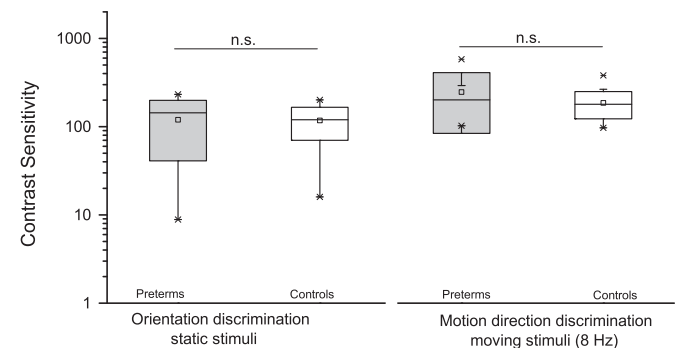 1000
100
10
1
Contrast Sensitivity
n.s.
n.s.
Preterms
Controls
Preterms
Controls
Orientation discrimination
static stimuli
Motion direction discrimination
moving stimuli (8 Hz)